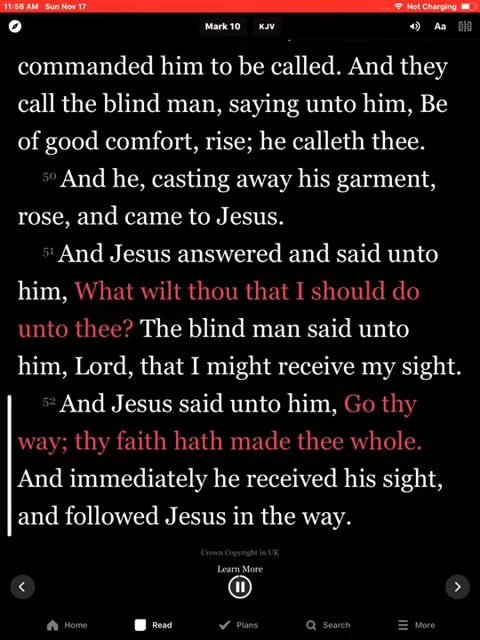 11:56 AM Sun Nov 17 Not Charging
Mark 10 KJV Aa
commanded him to be called. And they
call the blind man, saying unto him, Be
of good comfort, rise; he calleth thee.
50 And he, casting away his garment,
rose, and came to Jesus.
51 And Jesus answered and said unto
him, What wilt thou that I should do
unto thee? The blind man said unto
him, Lord, that I might receive my sight.
52 And Jesus said unto him, Go thy
way; thy faith hath made thee whole.
And immediately he received his sight,
and followed Jesus in the way.
Crown Copyright in UK
Learn More
Home Read Plans Search More